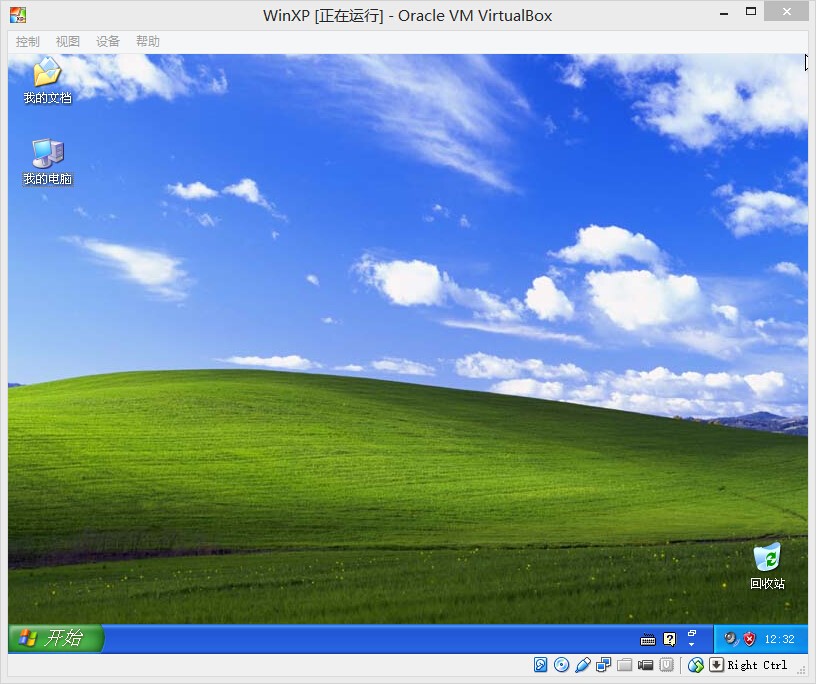 WinXP [正在运行] - Oracle VM VirtualBox
控制 视图 设备 帮助
我的文档
我的电脑
回收站
开始
12:32
Right Ctrl